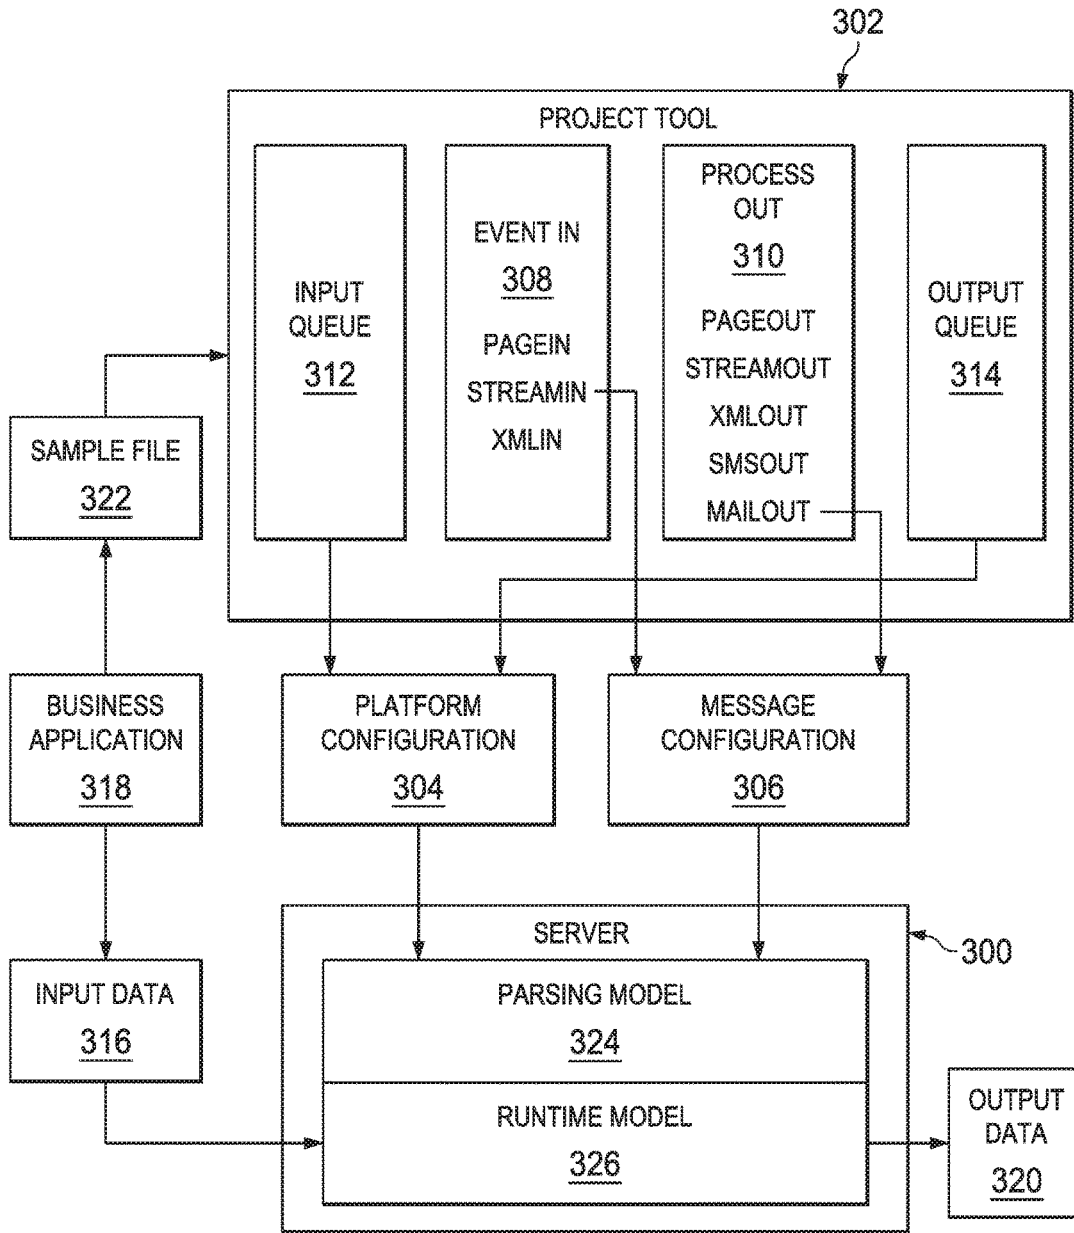 302
PROJECT TOOL
INPUT
QUEUE
312
EVENT IN
308
PAGEIN
STREAMIN
XMLIN
PROCESS
OUT
310
PAGEOUT
STREAMOUT
XMLOUT
SMSOUT
MAILOUT
OUTPUT
QUEUE
314
SAMPLE FILE
322
BUSINESS
APPLICATION
318
PLATFORM
CONFIGURATION
304
MESSAGE
CONFIGURATION
306
SERVER
300
INPUT DATA
316
PARSING MODEL
324
RUNTIME MODEL
326
OUTPUT
DATA
320